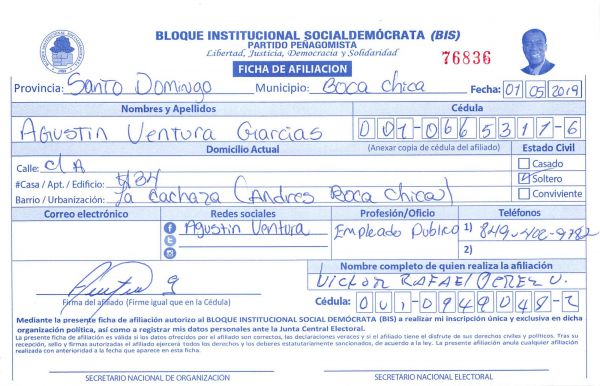 BLOQUE INSTITUCIONAL SOCIALDEMÓCRATA (BIS)
PARTIDO PEÑAGOMISTA
Libertad, Justicia, Democracia y Solidaridad
76836
FICHA DE AFILIACION
Provincia: Santo Domingo Municipio: Boca chica Fecha: 01 05 2019
Nombres y Apellidos Cédula
Agustin Ventura Garcias 001-0665311-6
Domicilio Actual (Anexar copia de cédula del afiliado) Estado Civil
Calle: c/ A Casado
#Casa / Apt. / Edificio: #34 Soltero
Barrio / Urbanización: La Cachaza (Andres Boca Chica) Conviviente
Correo electrónico Redes sociales Profesión/Oficio Teléfonos
Agustin Ventura Empleado Publico 1) 849-402-9782
2)
Nombre completo de quien realiza la afiliación
Victor Rafael
Firma del afiliado (Firme igual que en la Cédula) Cédula: 001-0949048-2
Mediante la presente ficha de afiliación autorizo al BLOQUE INSTITUCIONAL SOCIAL DEMÓCRATA (BIS) a realizar mi inscripción única y exclusiva en dicha
organización política, así como a registrar mis datos personales ante la Junta Central Electoral.
La presente ficha de afiliación es válida si los datos ofrecidos por el afiliado son correctos, las declaraciones veraces y si el afiliado tiene el disfrute de sus derechos civiles y políticos. Tras su
recepción, sello y firmas autorizadas el afiliado ejercerá todos los derechos y los deberes estatutariamente sancionados, de acuerdo a la ley. La presente afiliación anula cualquier afiliación
realizada con anterioridad a la fecha que aparece en esta ficha.
SECRETARIO NACIONAL DE ORGANIZACIÓN SECRETARIO NACIONAL ELECTORAL